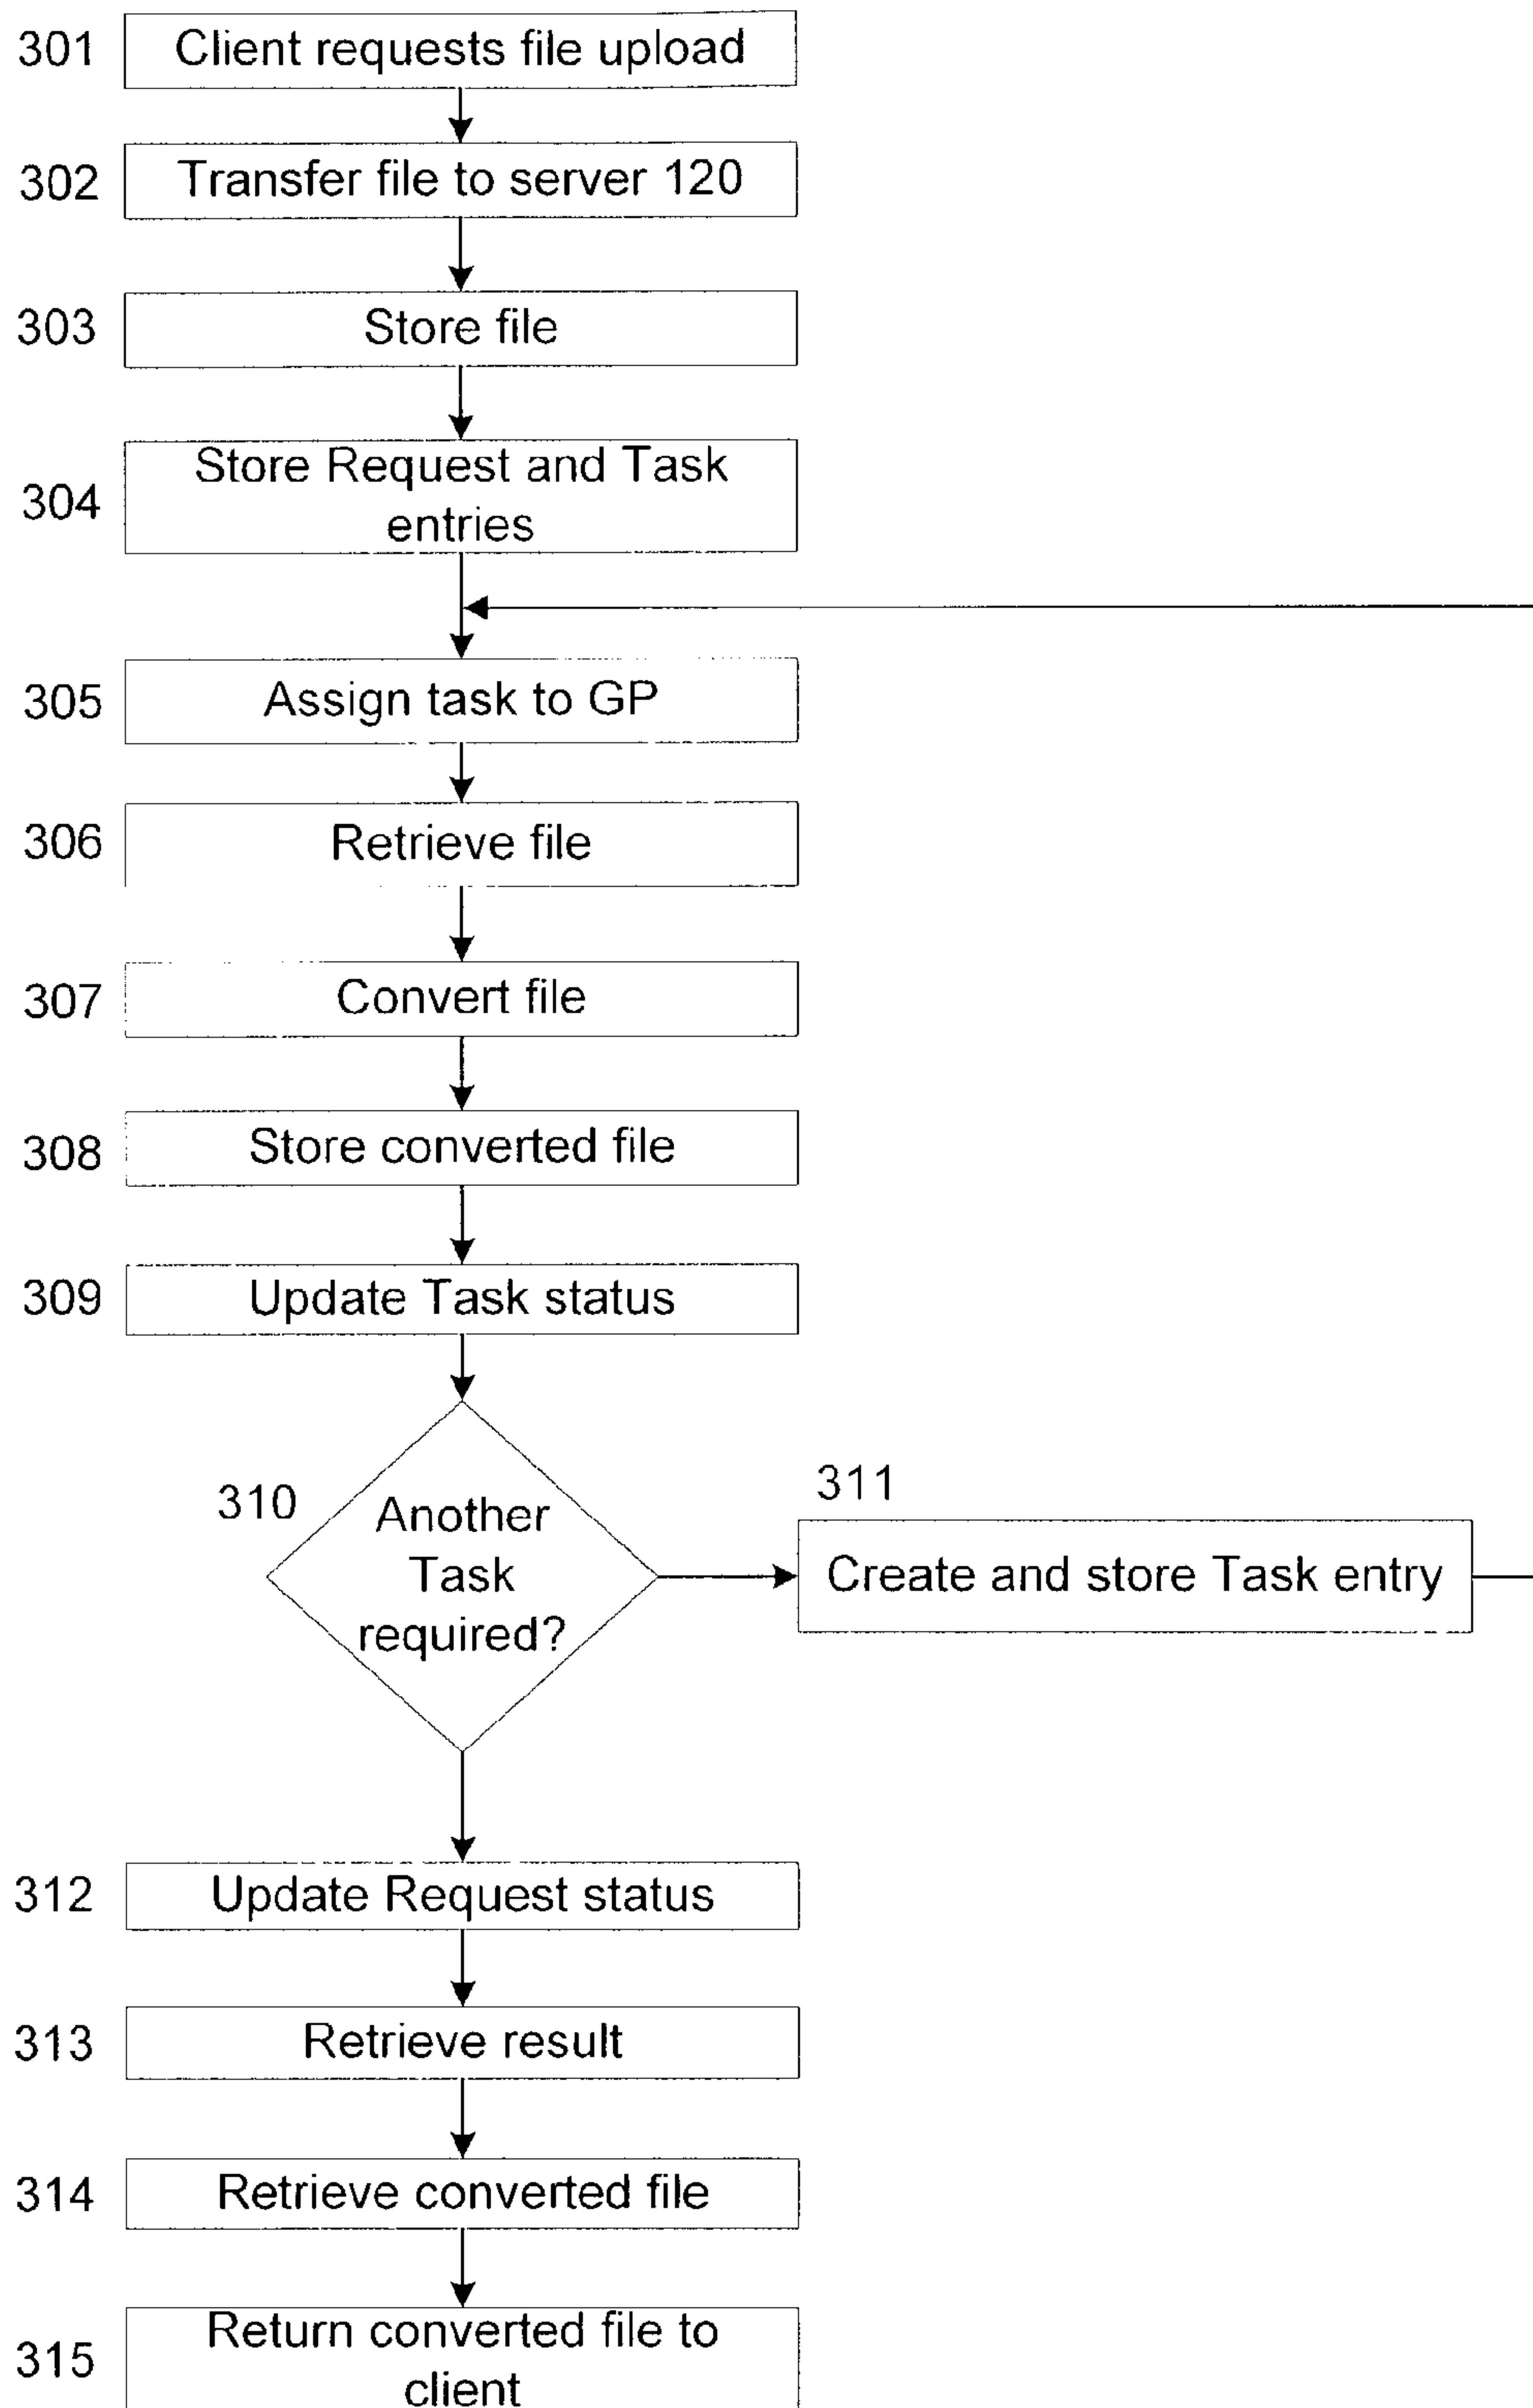 301 Client requests file upload
302 Transfer file to server 120
303 Store file
304 Store Request and Task
entries
305 Assign task to GP
306 Retrieve file
307 Convert file
308 Store converted file
309 Update Task status
310 Another
Task
required?
311
Create and store Task entry
312 Update Request status
313 Retrieve result
314 Retrieve converted file
315 Return converted file to
client